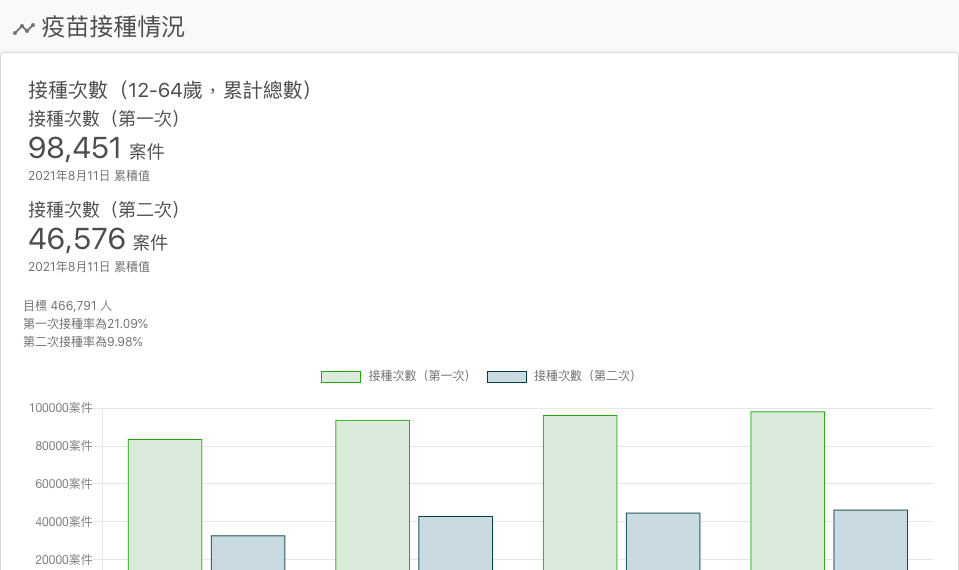 疫苗接種情況
接種次數（12-64歲，累計總數）
接種次數（第一次）
98,451 案件
2021年8月11日 累積值
接種次數（第二次）
46,576 案件
2021年8月11日 累積值
目標 466,791 人
第一次接種率為21.09%
第二次接種率為9.98%
接種次數（第一次） 接種次數（第二次）
100000案件
80000案件
60000案件
40000案件
20000案件